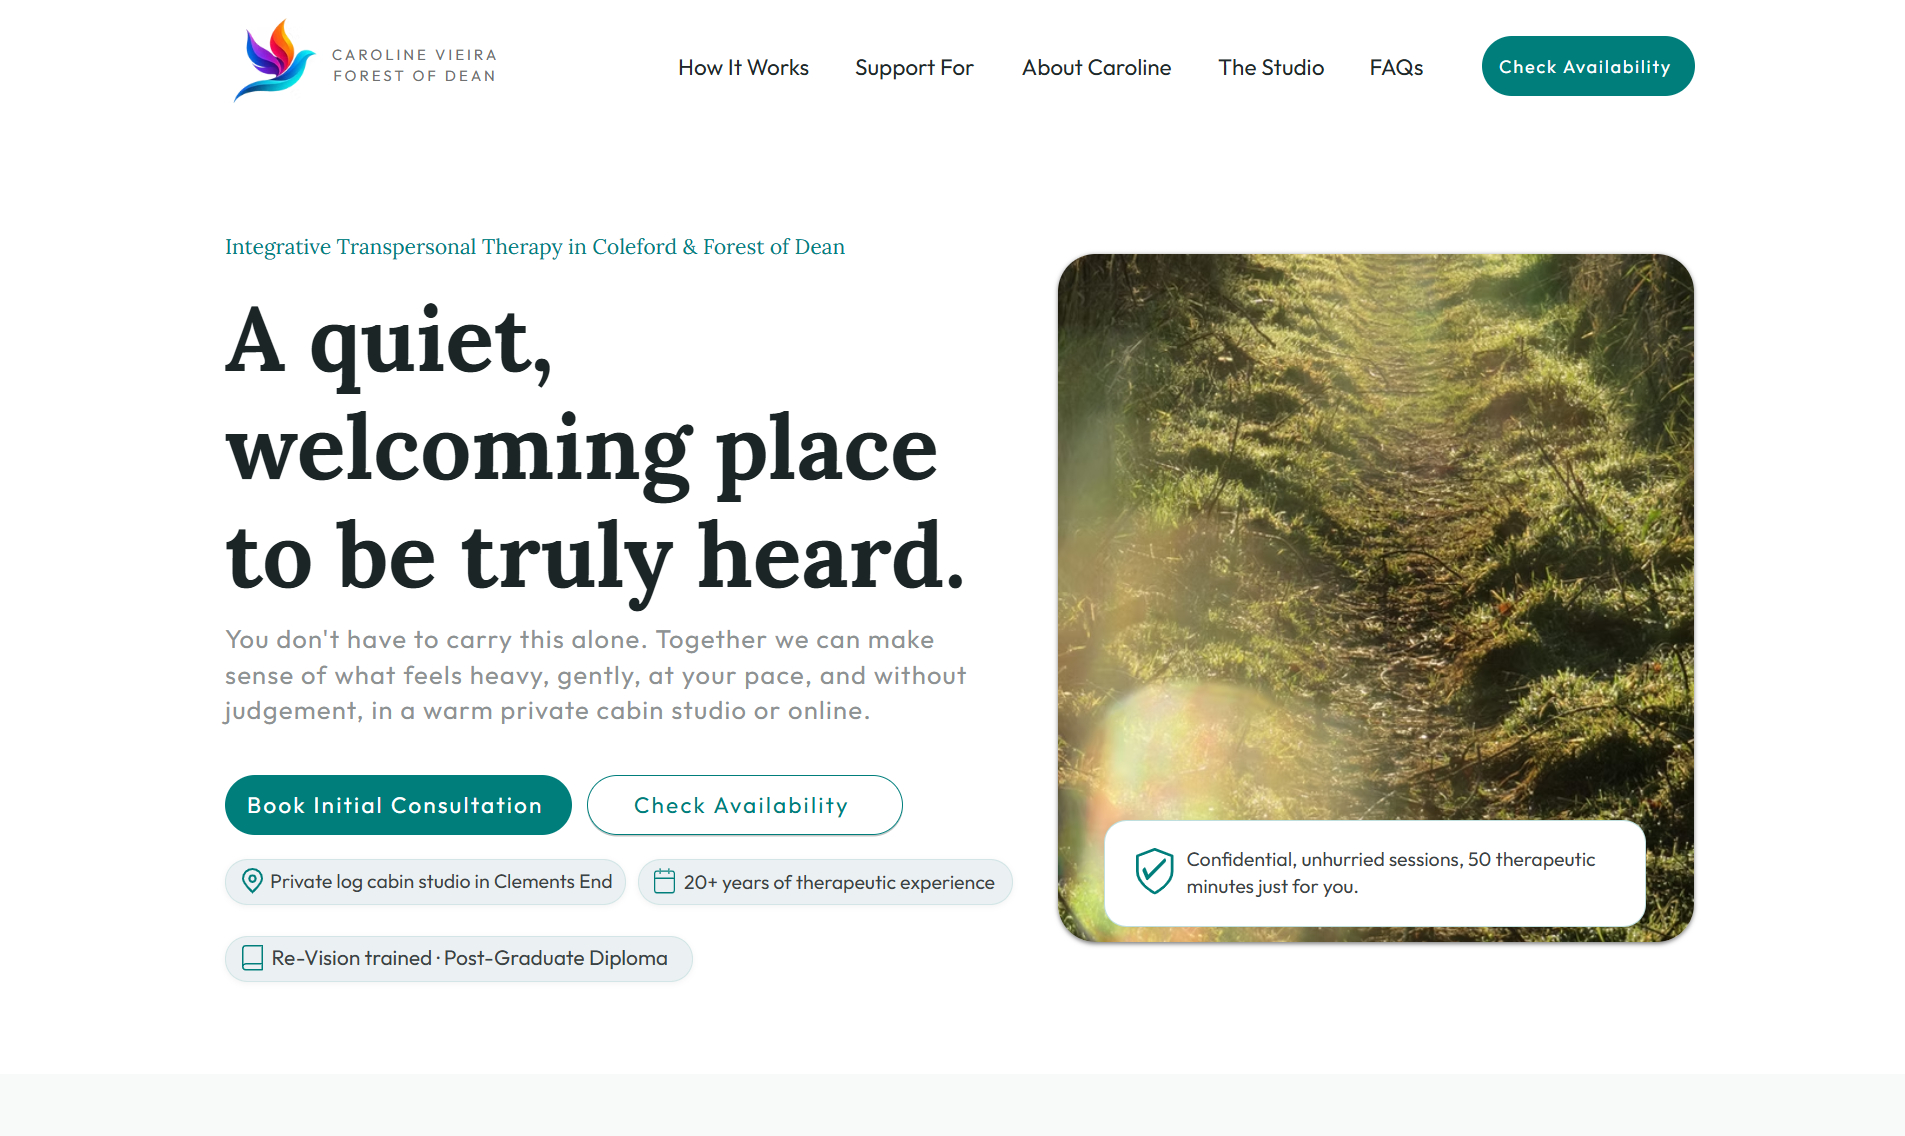 CAROLINE VIEIRA
FOREST OF DEAN
How It Works
Support For
About Caroline
The Studio
FAQs
Check Availability
Integrative Transpersonal Therapy in Coleford & Forest of Dean
A quiet,
welcoming place
to be truly heard.
You don't have to carry this alone. Together we can make
sense of what feels heavy, gently, at your pace, and without
judgement, in a warm private cabin studio or online.
Book Initial Consultation
Check Availability
Private log cabin studio in Clements End
20+ years of therapeutic experience
Re-Vision trained · Post-Graduate Diploma
Confidential, unhurried sessions, 50 therapeutic
minutes just for you.